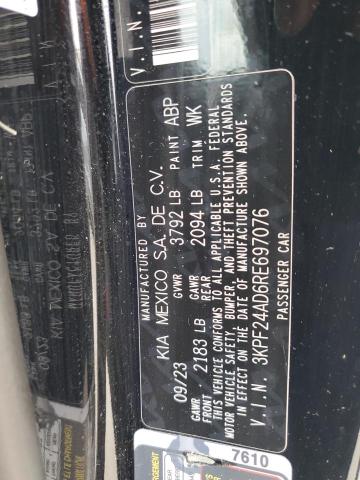 MANUFACTURED BY
KIA MEXICO S.A. DE C.V.
09/23 GVWR 3792 LB PAINT ABP
GAWR FRONT 2183 LB GAWR REAR 2094 LB TRIM WK
THIS VEHICLE CONFORMS TO ALL APPLICABLE U.S.A. FEDERAL
MOTOR VEHICLE SAFETY, BUMPER, AND THEFT PREVENTION STANDARDS
IN EFFECT ON THE DATE OF MANUFACTURE SHOWN ABOVE.
V.I.N. 3KPF24AD6RE697076
PASSENGER CAR
7610
V.I.N